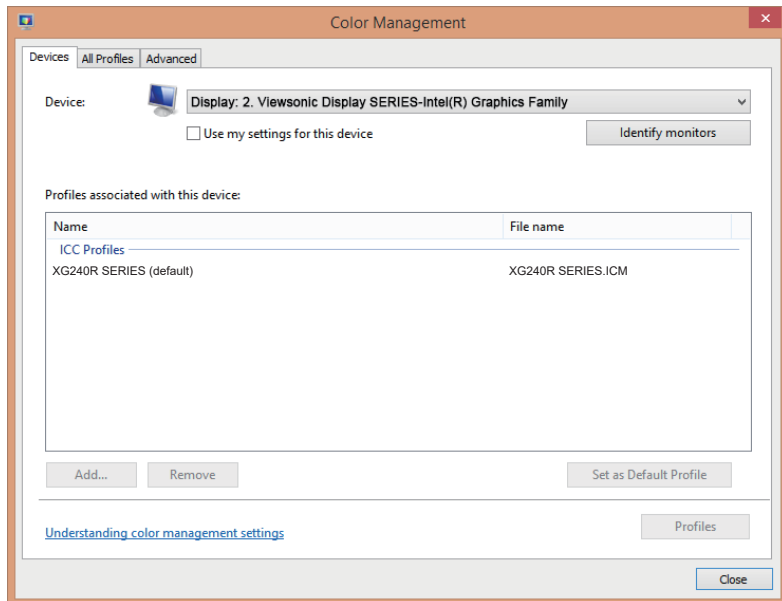 Color Management
Devices All Profiles Advanced
Device: Display: 2. Viewsonic Display SERIES-Intel(R) Graphics Family
Use my settings for this device Identify monitors
Profiles associated with this device:
Name File name
ICC Profiles
XG240R SERIES (default) XG240R SERIES.ICM
Add... Remove Set as Default Profile
Understanding color management settings Profiles
Close